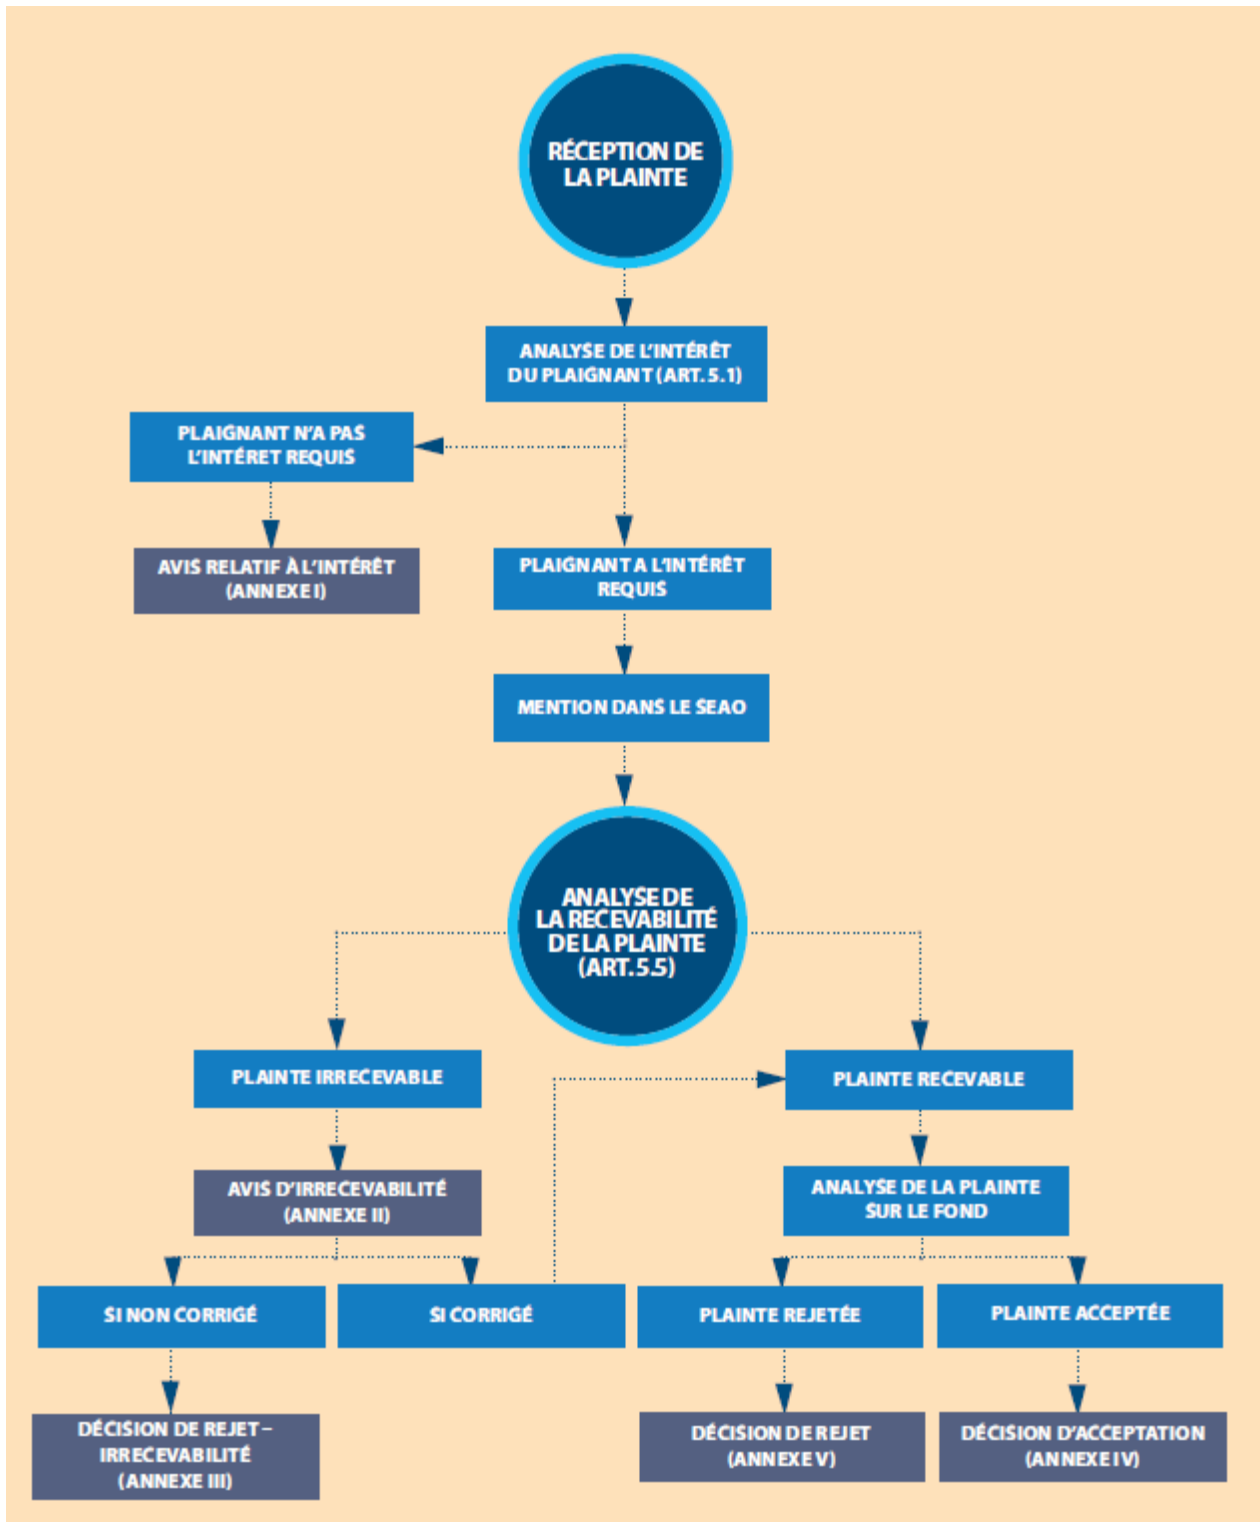 RÉCEPTION DE
LA PLAINTE
ANALYSE DE L'INTÉRÊT
DU PLAIGNANT (ART. 5.1)
PLAIGNANT N'A PAS
L'INTÉRET REQUIS
AVIS RELATIF À L'INTÉRÊT
(ANNEXE I)
PLAIGNANT A L'INTÉRÊT
REQUIS
MENTION DANS LE SEAO
ANALYSE DE
LA RECEVABILITÉ
DE LA PLAINTE
(ART. 5.5)
PLAINTE IRRECEVABLE
PLAINTE RECEVABLE
AVIS D'IRRECEVABILITÉ
(ANNEXE II)
ANALYSE DE LA PLAINTE
SUR LE FOND
SI NON CORRIGÉ
SI CORRIGÉ
PLAINTE REJETÉE
PLAINTE ACCEPTÉE
DÉCISION DE REJET –
IRRECEVABILITÉ
(ANNEXE III)
DÉCISION DE REJET
(ANNEXE V)
DÉCISION D'ACCEPTATION
(ANNEXE IV)